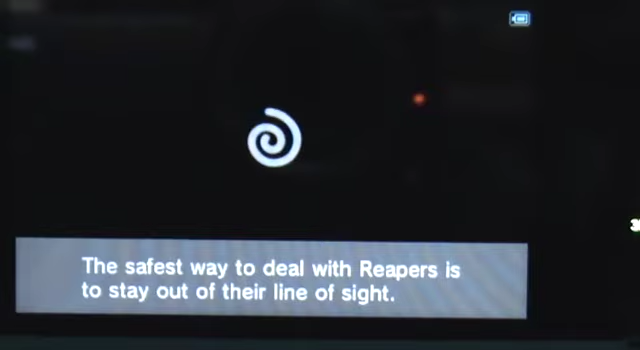 The safest way to deal with Reapers is
to stay out of their line of sight.